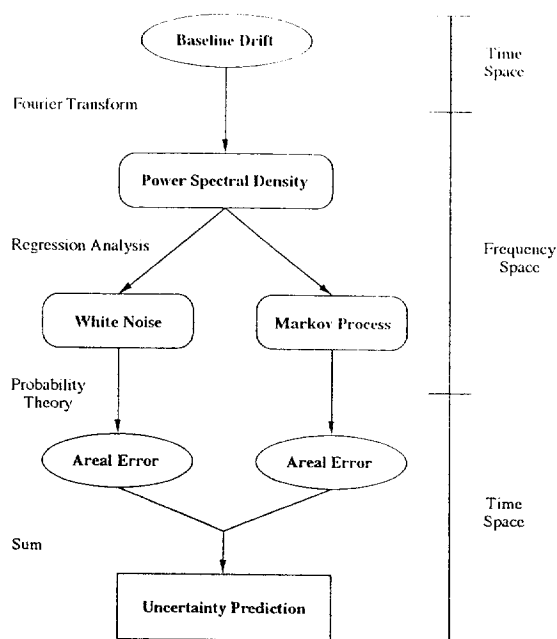 Baseline Drift
Time
Space
Fourier Transform
Power Spectral Density
Regression Analysis
Frequency
Space
White Noise
Markov Process
Probability
Theory
Areal Error
Areal Error
Time
Space
Sum
Uncertainty Prediction